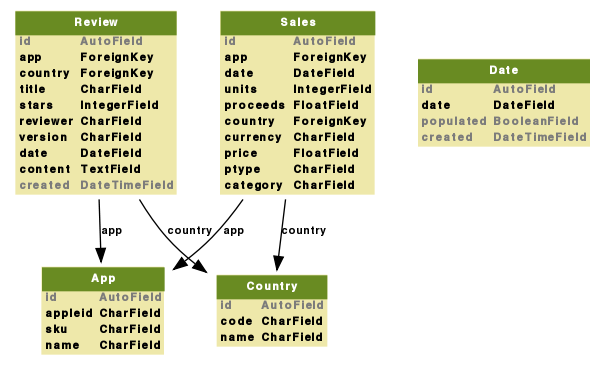 Review
id AutoField
app ForeignKey
country ForeignKey
title CharField
stars IntegerField
reviewer CharField
version CharField
date DateField
content TextField
created DateTimeField
Sales
id AutoField
app ForeignKey
date DateField
units IntegerField
proceeds FloatField
country ForeignKey
currency CharField
price FloatField
ptype CharField
category CharField
Date
id AutoField
date DateField
populated BooleanField
created DateTimeField
app
country
app
country
App
id AutoField
appleid CharField
sku CharField
name CharField
Country
id AutoField
code CharField
name CharField